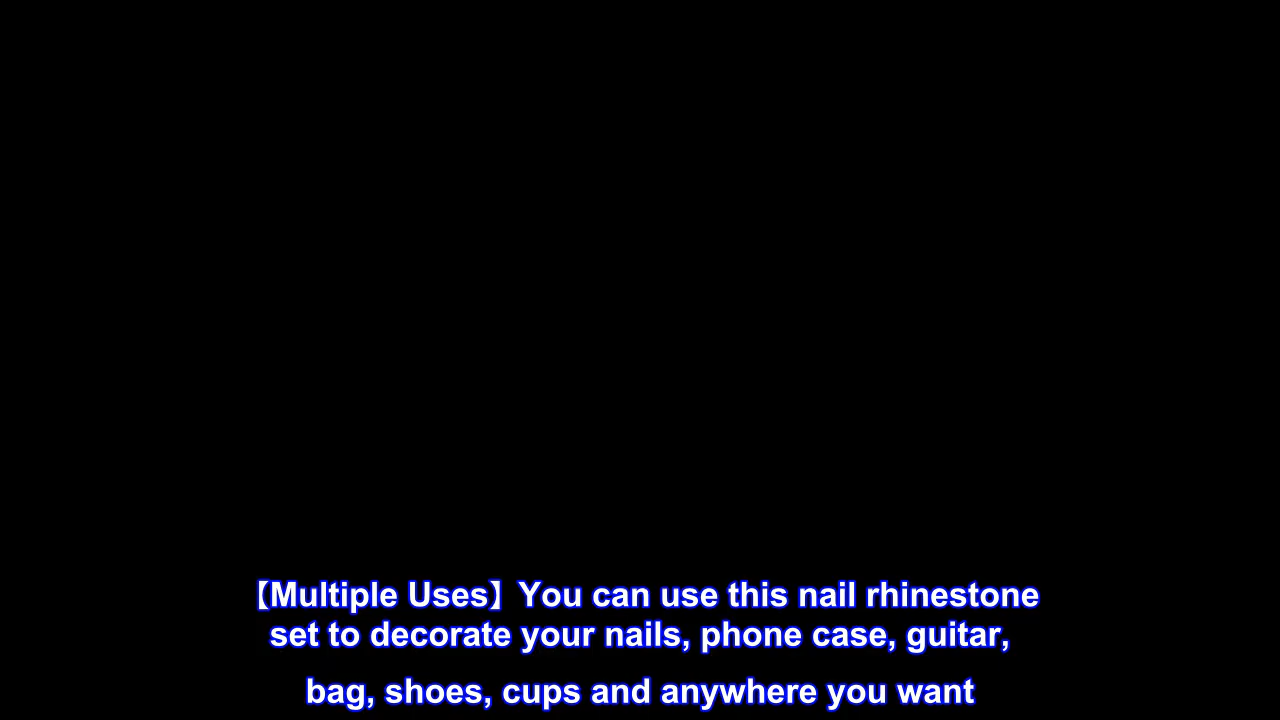 【Multiple Uses】You can use this nail rhinestone
set to decorate your nails, phone case, guitar,
bag, shoes, cups and anywhere you want